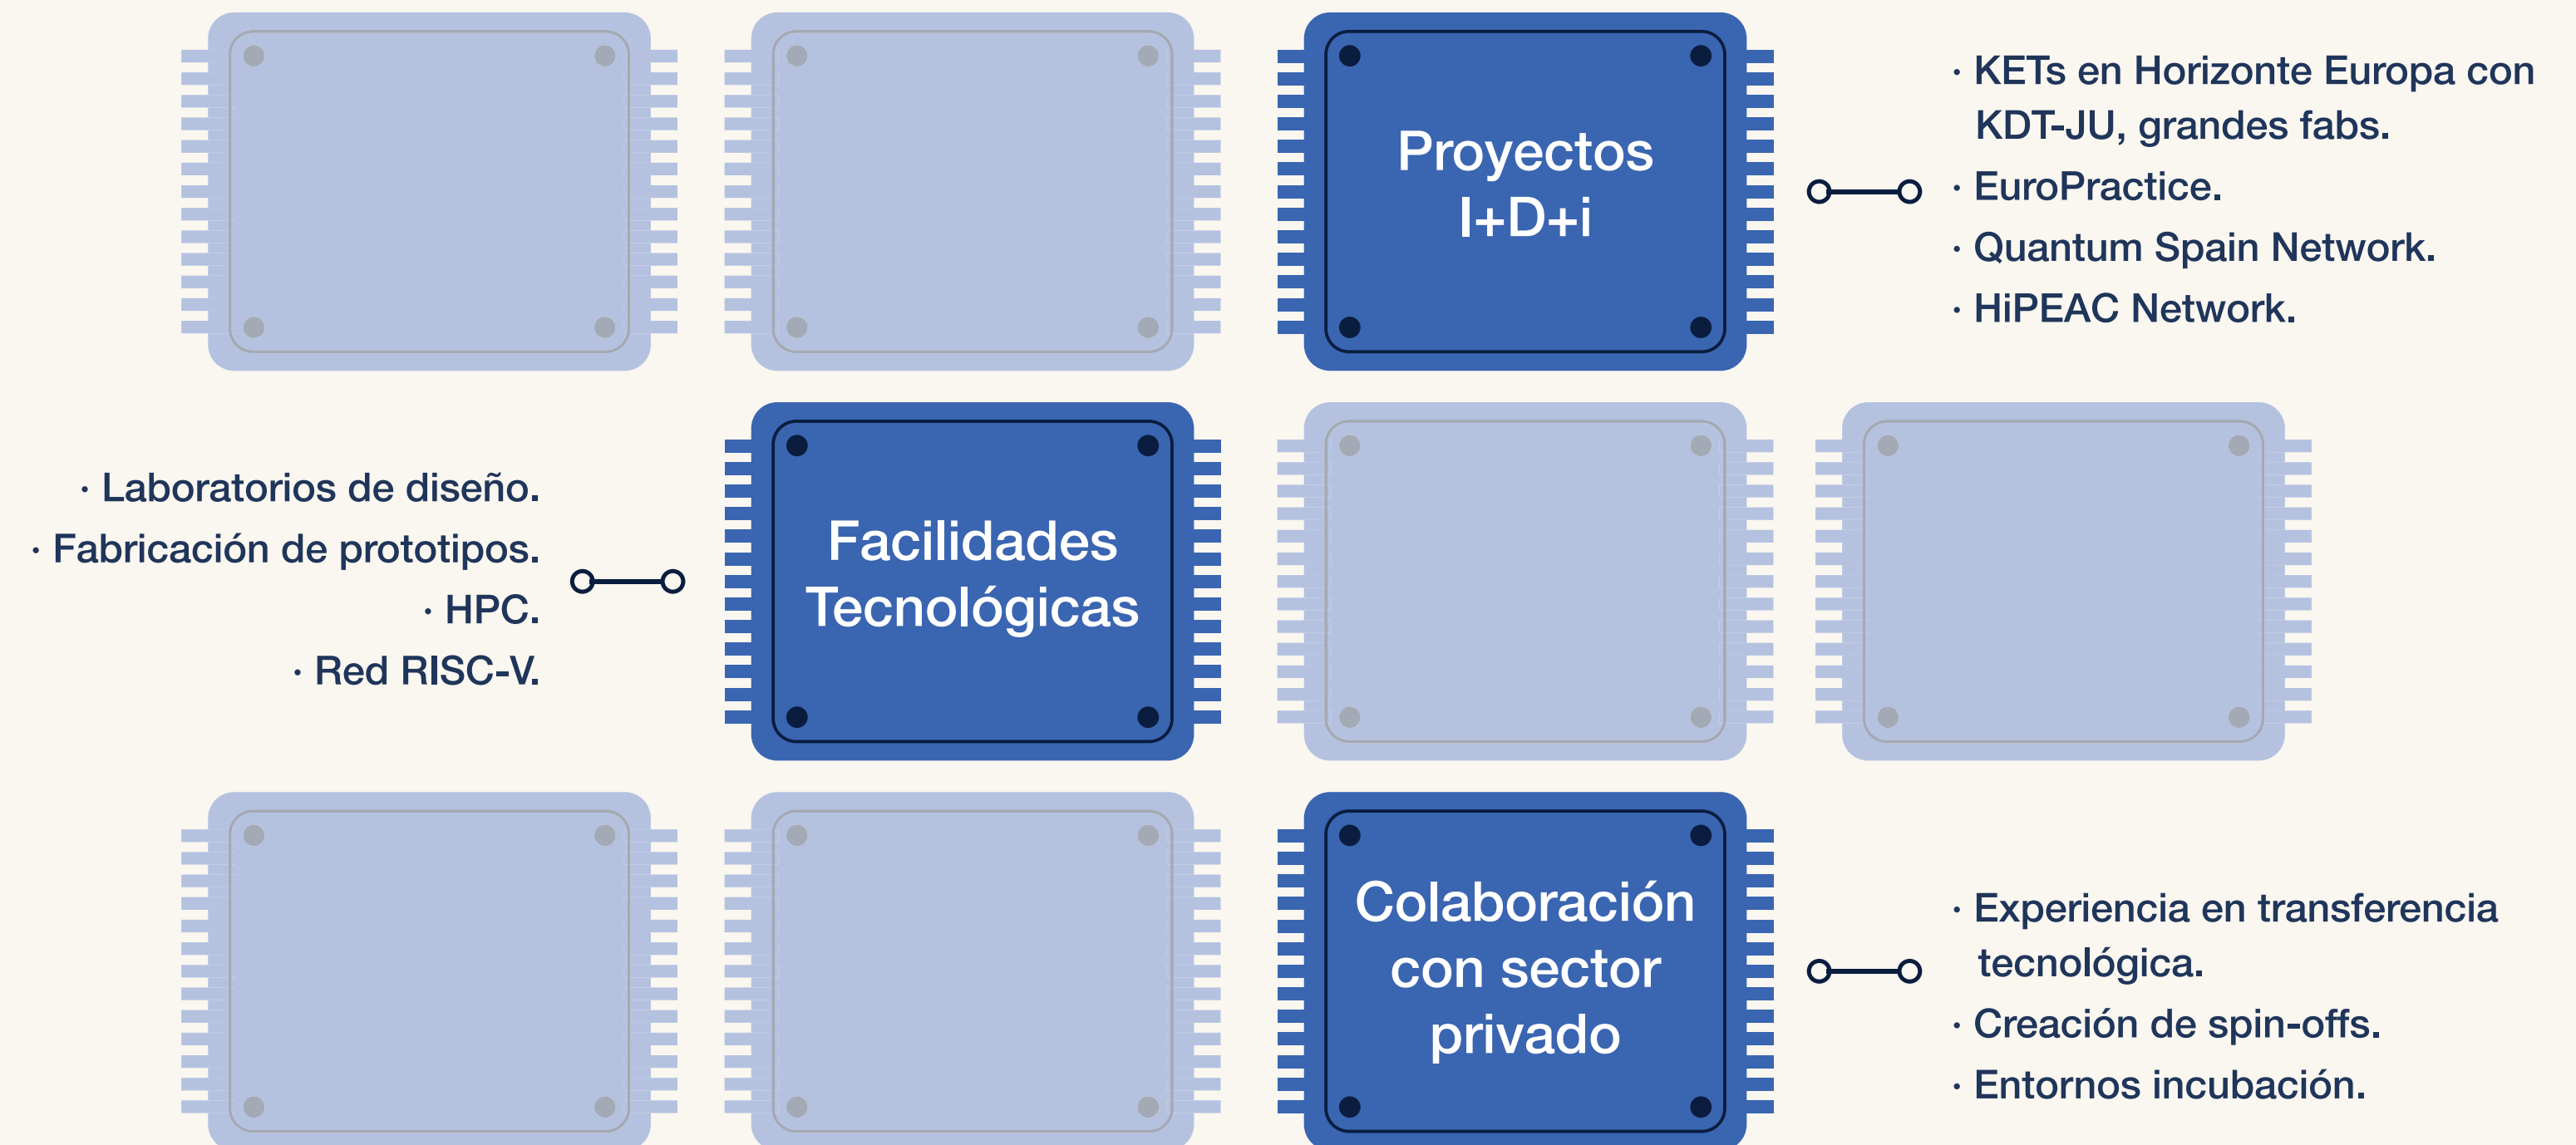 Proyectos
I+D+i
· KETs en Horizonte Europa con
KDT-JU, grandes fabs.
· EuroPractice.
· Quantum Spain Network.
· HiPEAC Network.
· Laboratorios de diseño.
· Fabricación de prototipos.
· HPC.
· Red RISC-V.
Facilidades
Tecnológicas
Colaboración
con sector
privado
· Experiencia en transferencia
tecnológica.
· Creación de spin-offs.
· Entornos incubación.